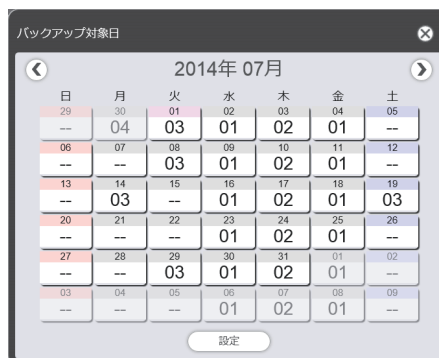 バックアップ対象日
2014年 07月
日 月 火 水 木 金 土
29 30 01 02 03 04 05
-- 04 03 01 02 01 --
06 07 08 09 10 11 12
-- -- 03 01 02 01 --
13 14 15 16 17 18 19
-- 03 -- 01 02 01 03
20 21 22 23 24 25 26
-- -- -- 01 02 01 --
27 28 29 30 31 01 02
-- -- 03 01 02 01 --
03 04 05 06 07 08 09
-- -- -- 01 02 01 --
設定